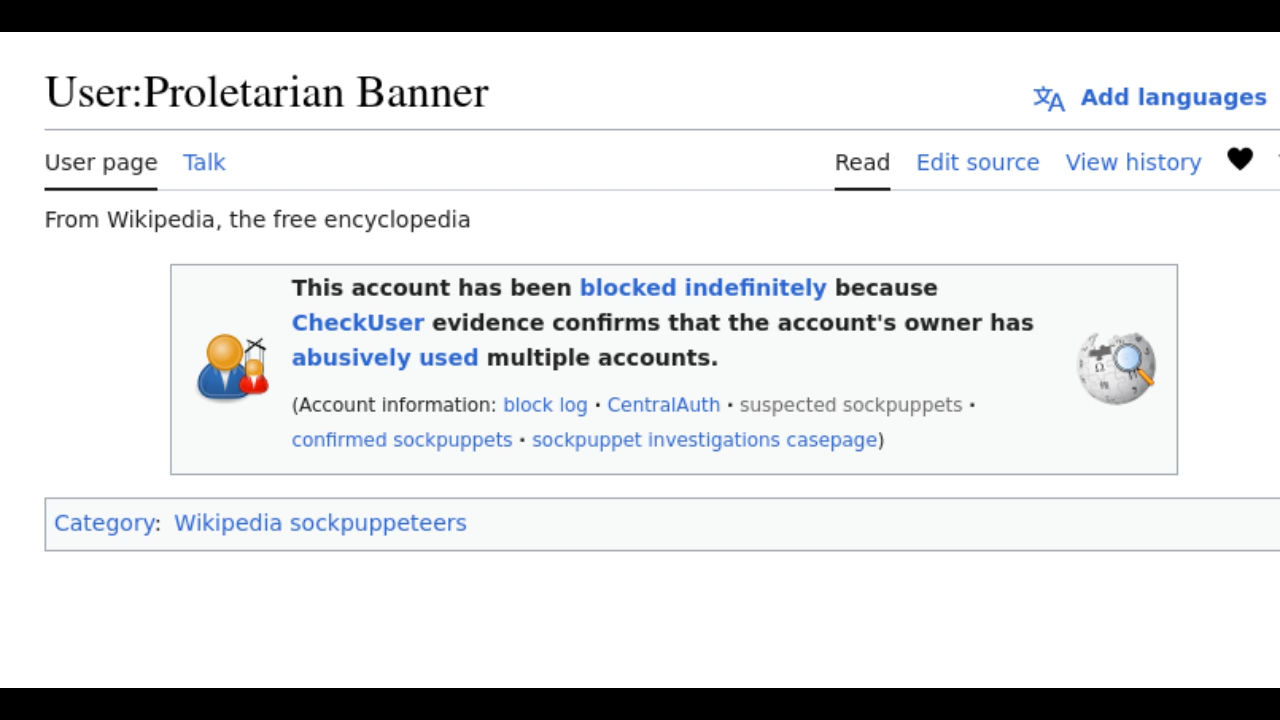 User:Proletarian Banner
Add languages
User page Talk Read Edit source View history
From Wikipedia, the free encyclopedia
This account has been blocked indefinitely because
CheckUser evidence confirms that the account's owner has
abusively used multiple accounts.
(Account information: block log · CentralAuth · suspected sockpuppets ·
confirmed sockpuppets · sockpuppet investigations casepage)
Category: Wikipedia sockpuppeteers